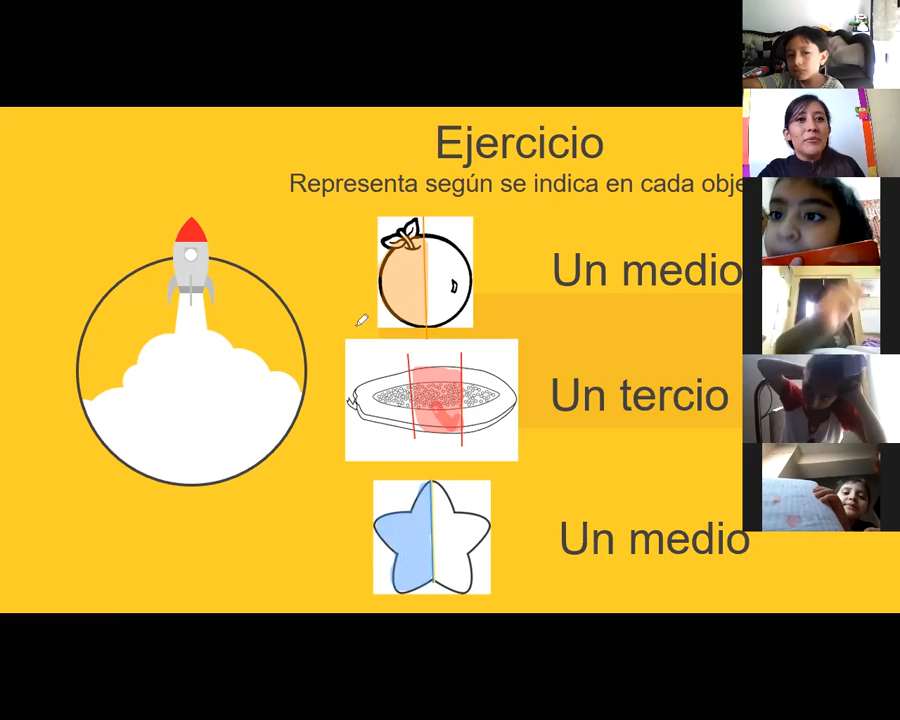 Ejercicio
Representa según se indica en cada obje
Un medio
Un tercio
Un medio